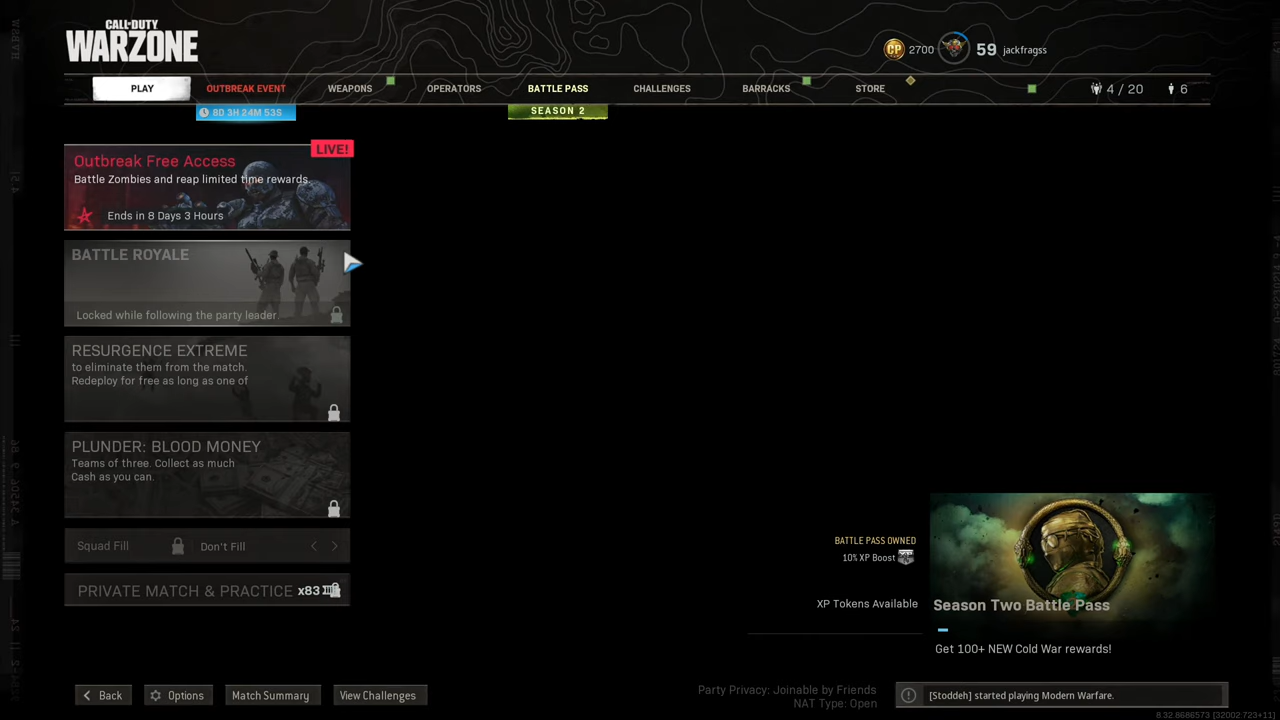 CALL OF DUTY
WARZONE
CP 2700
59 jackfragss
PLAY
OUTBREAK EVENT
WEAPONS
OPERATORS
BATTLE PASS
CHALLENGES
BARRACKS
STORE
4 / 20
6
8D 3H 24M 53S
SEASON 2
LIVE!
Outbreak Free Access
Battle Zombies and reap limited time rewards.
Ends in 8 Days 3 Hours
BATTLE ROYALE
Locked while following the party leader.
RESURGENCE EXTREME
to eliminate them from the match.
Redeploy for free as long as one of
PLUNDER: BLOOD MONEY
Teams of three. Collect as much
Cash as you can.
Squad Fill
Don't Fill
PRIVATE MATCH & PRACTICE x83
BATTLE PASS OWNED
10% XP Boost
XP Tokens Available
Season Two Battle Pass
Get 100+ NEW Cold War rewards!
Back
Options
Match Summary
View Challenges
Party Privacy: Joinable by Friends
NAT Type: Open
[Stoddeh] started playing Modern Warfare.
8.32.8686573 [32002.723+11]